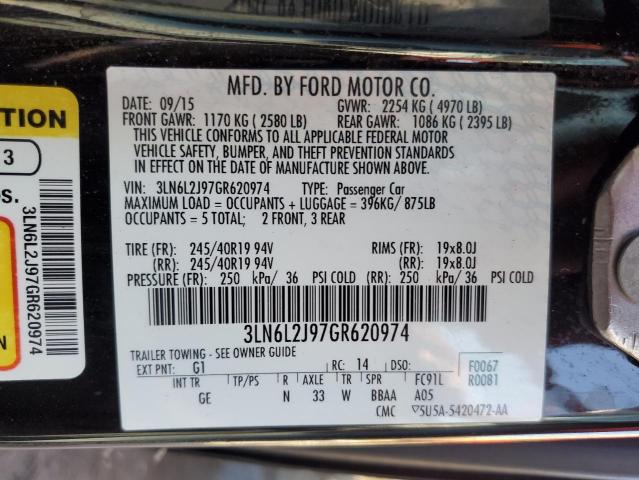 MFD. BY FORD MOTOR CO.
DATE: 09/15 GVWR: 2254 KG ( 4970 LB)
FRONT GAWR: 1170 KG ( 2580 LB) REAR GAWR: 1086 KG ( 2395 LB)
THIS VEHICLE CONFORMS TO ALL APPLICABLE FEDERAL MOTOR
VEHICLE SAFETY, BUMPER, AND THEFT PREVENTION STANDARDS
IN EFFECT ON THE DATE OF MANUFACTURE SHOWN ABOVE.
VIN: 3LN6L2J97GR620974 TYPE: Passenger Car
MAXIMUM LOAD = OCCUPANTS + LUGGAGE = 396KG/ 875LB
OCCUPANTS = 5 TOTAL; 2 FRONT, 3 REAR
TIRE (FR): 245/40R19 94V RIMS (FR): 19x8.0J
(RR): 245/40R19 94V (RR): 19x8.0J
PRESSURE (FR): 250 kPa/ 36 PSI COLD (RR): 250 kPa/ 36 PSI COLD
3LN6L2J97GR620974
TRAILER TOWING - SEE OWNER GUIDE
EXT PNT: G1 RC: 14 DSO: F0067
R0081
INT TR TP/PS R AXLE TR SPR FC91L
GE N 33 W BBAA A05
CMC ▽5U5A-5420472-AA
TION
3
os.
3LN6L2J97GR620974